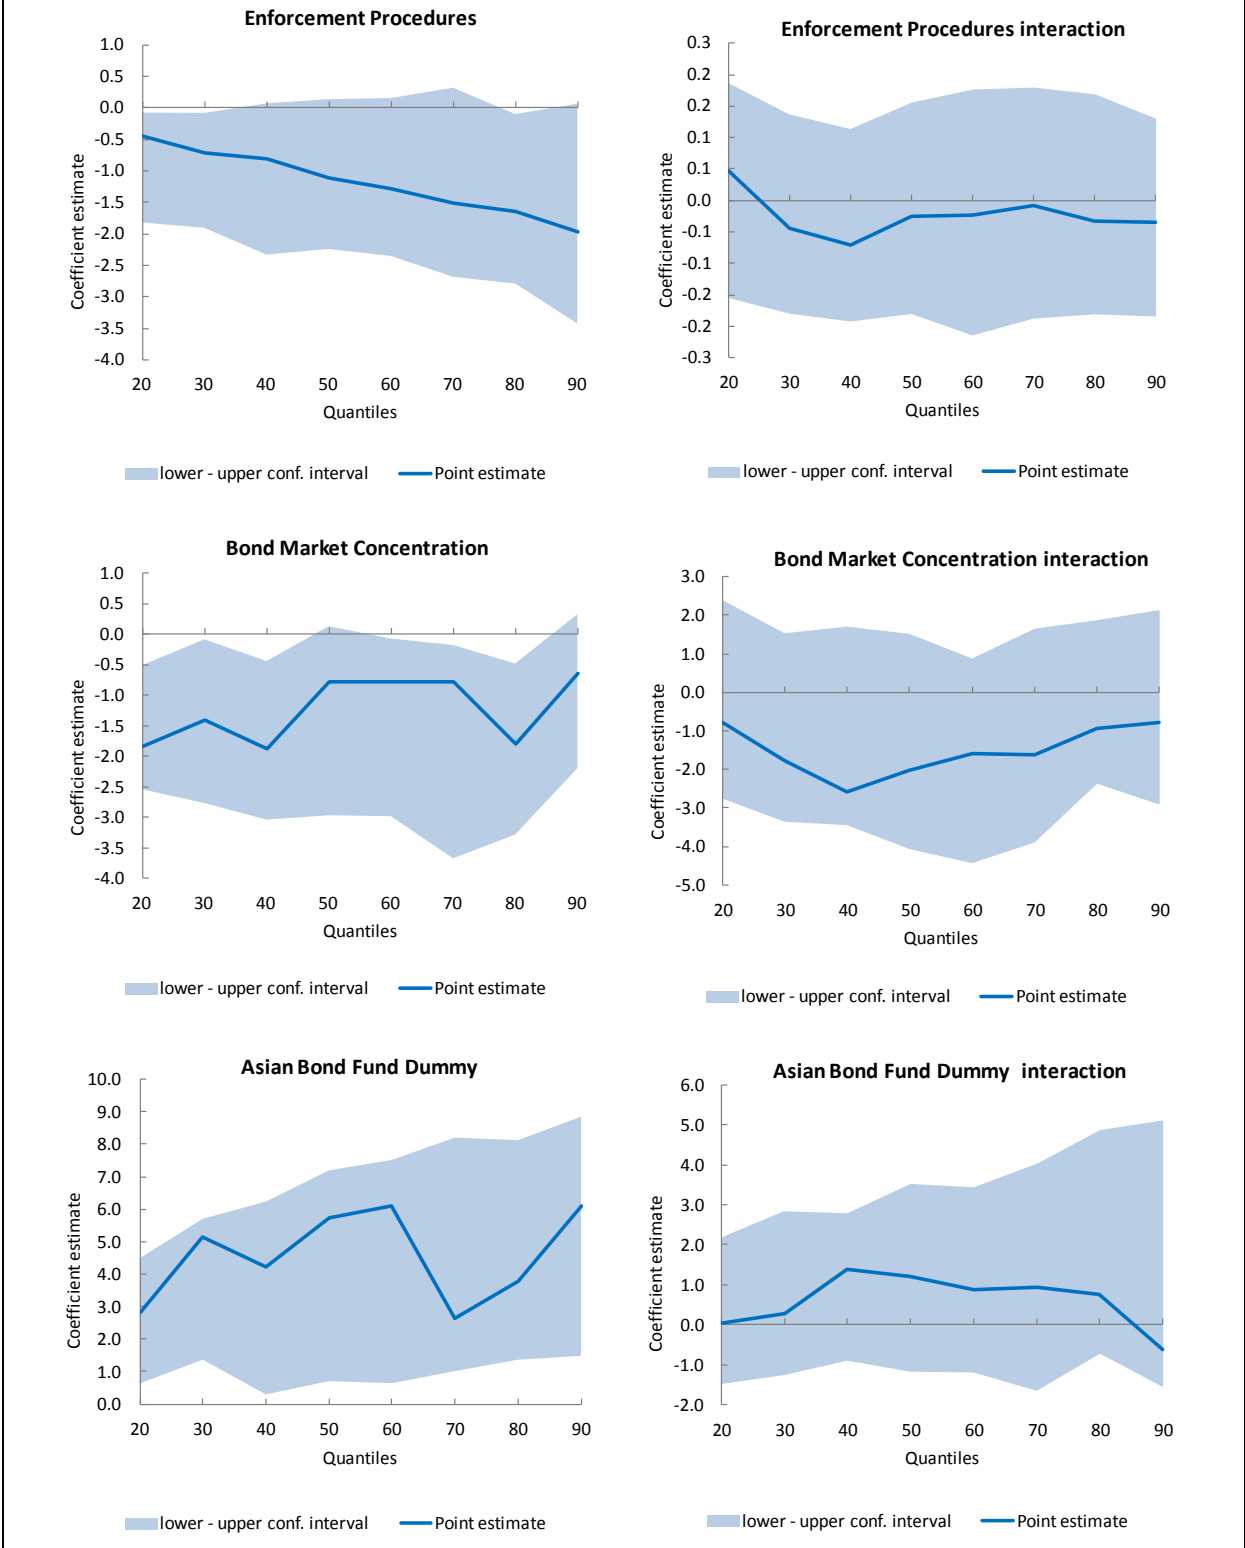 Enforcement Procedures
1.0
0.5
0.0
-0.5
-1.0
-1.5
-2.0
-2.5
-3.0
-3.5
-4.0
Coefficient estimate
20 30 40 50 60 70 80 90
Quantiles
lower - upper conf. interval Point estimate
Enforcement Procedures interaction
0.3
0.2
0.2
0.1
0.1
0.0
-0.1
-0.1
-0.2
-0.2
-0.3
Coefficient estimate
20 30 40 50 60 70 80 90
Quantiles
lower - upper conf. interval Point estimate
Bond Market Concentration
1.0
0.5
0.0
-0.5
-1.0
-1.5
-2.0
-2.5
-3.0
-3.5
-4.0
Coefficient estimate
20 30 40 50 60 70 80 90
Quantiles
lower - upper conf. interval Point estimate
Bond Market Concentration interaction
3.0
2.0
1.0
0.0
-1.0
-2.0
-3.0
-4.0
-5.0
Coefficient estimate
20 30 40 50 60 70 80 90
Quantiles
lower - upper conf. interval Point estimate
Asian Bond Fund Dummy
10.0
9.0
8.0
7.0
6.0
5.0
4.0
3.0
2.0
1.0
0.0
Coefficient estimate
20 30 40 50 60 70 80 90
Quantiles
lower - upper conf. interval Point estimate
Asian Bond Fund Dummy interaction
6.0
5.0
4.0
3.0
2.0
1.0
0.0
-1.0
-2.0
Coefficient estimate
20 30 40 50 60 70 80 90
Quantiles
lower - upper conf. interval Point estimate